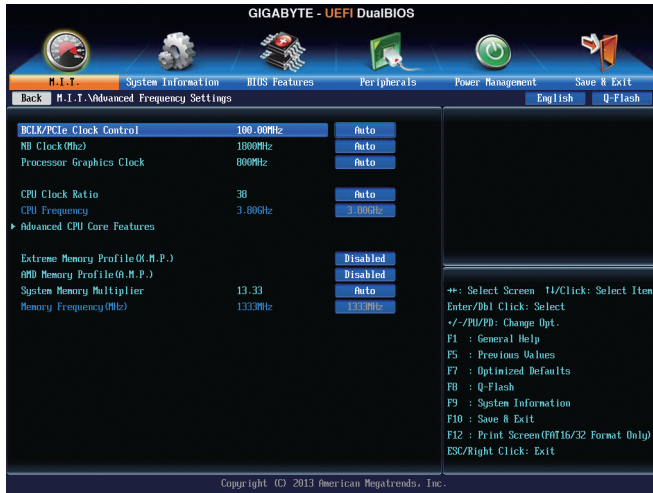 GIGABYTE - UEFI DualBIOS
M.I.T. System Information BIOS Features Peripherals Power Management Save & Exit
Back M.I.T.\Advanced Frequency Settings English Q-Flash
BCLK/PCIe Clock Control 100.00MHz Auto
NB Clock(Mhz) 1800MHz Auto
Processor Graphics Clock 800MHz Auto
CPU Clock Ratio 38 Auto
CPU Frequency 3.80GHz 3.80GHz
Advanced CPU Core Features
Extreme Memory Profile(X.M.P.) Disabled
AMD Memory Profile(A.M.P.) Disabled
System Memory Multiplier 13.33 Auto
Memory Frequency(MHz) 1333MHz 1333MHz
→←: Select Screen ↑↓/Click: Select Item
Enter/Dbl Click: Select
+/-/PU/PD: Change Opt.
F1 : General Help
F5 : Previous Values
F7 : Optimized Defaults
F8 : Q-Flash
F9 : System Information
F10 : Save & Exit
F12 : Print Screen(FAT16/32 Format Only)
ESC/Right Click: Exit
Copyright (C) 2013 American Megatrends, Inc.